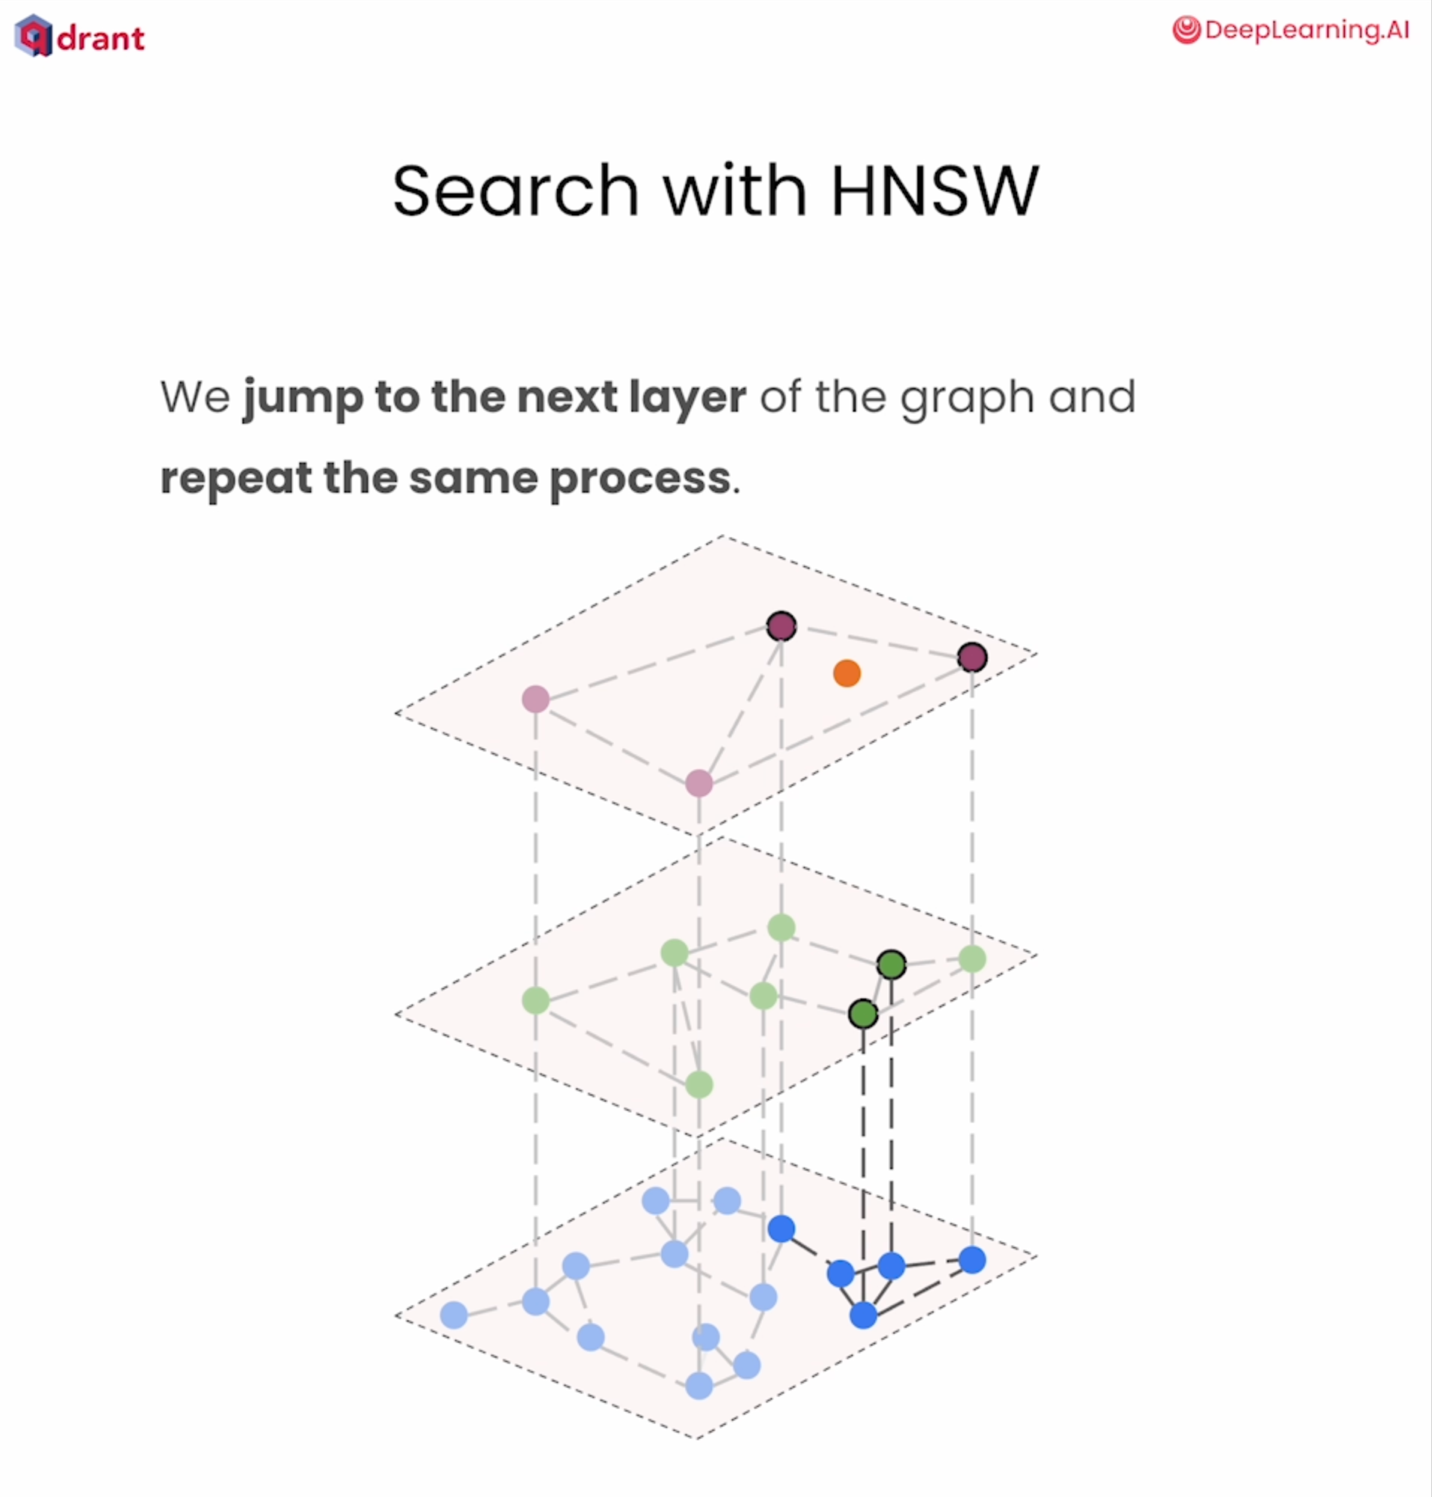 qdrant
DeepLearning.AI
Search with HNSW
We jump to the next layer of the graph and
repeat the same process.